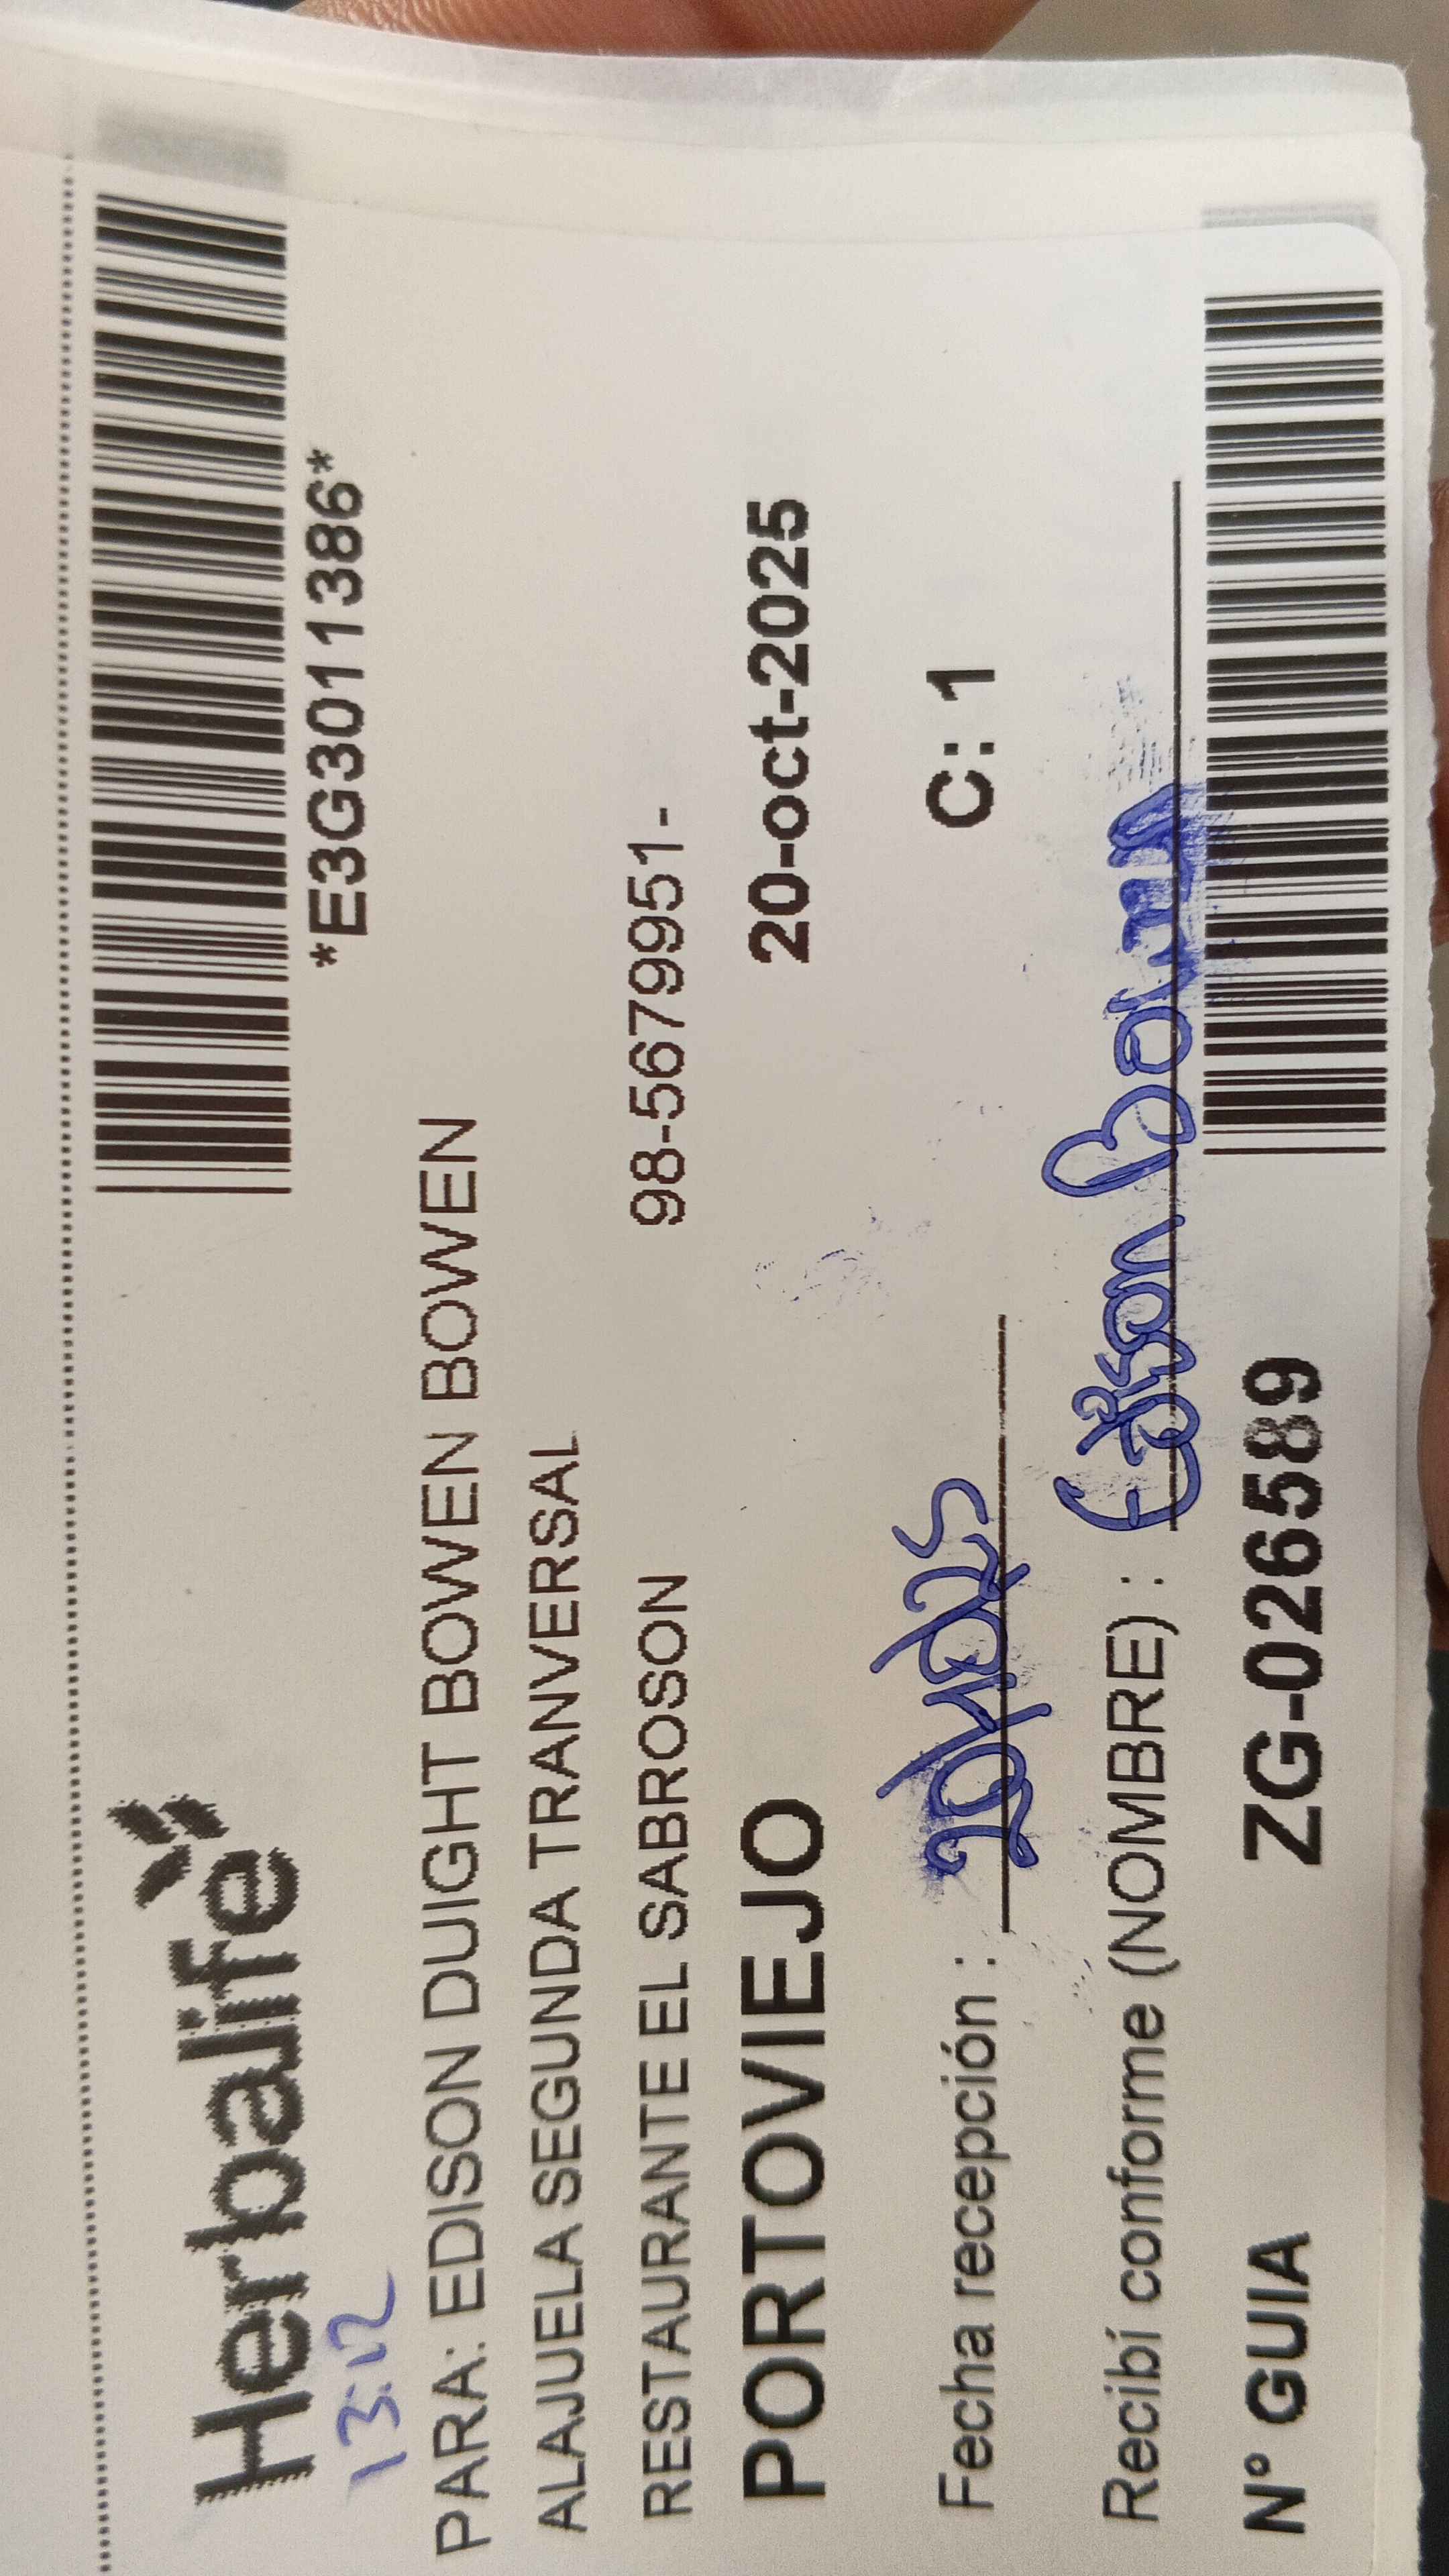 Herbalife
*E3G3011386*
13:12
PARA: EDISON DUIGHT BOWEN BOWEN
ALAJUELA SEGUNDA TRANVERSAL
RESTAURANTE EL SABROSON 98-5679951-
PORTOVIEJO 20-oct-2025
Fecha recepción : C: 1
Recibí conforme (NOMBRE) : Edison Bowen
N° GUIA ZG-026589